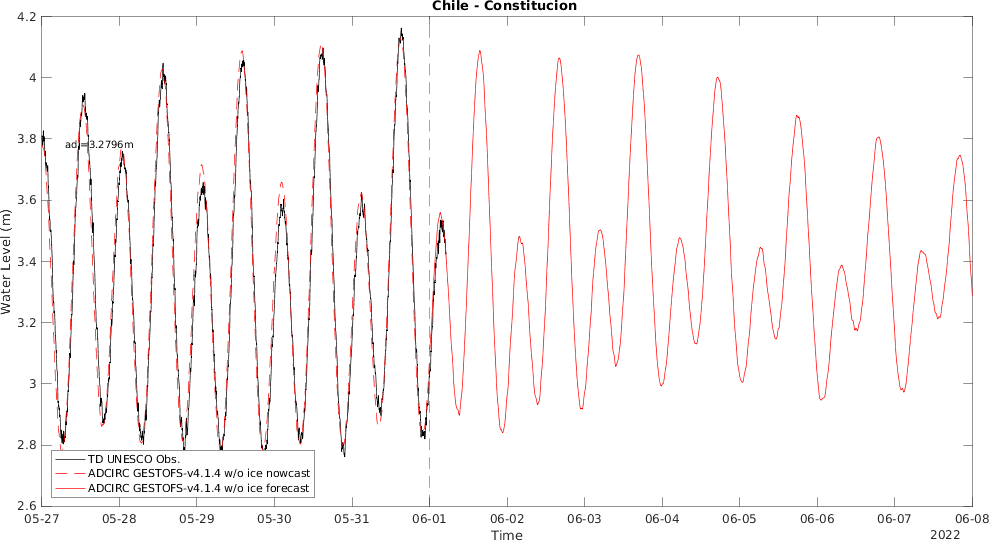 Chile - Constitucion
4.2
4
3.8
3.6
3.4
3.2
3
2.8
2.6
Water Level (m)
ad.=3.2796m
TD UNESCO Obs.
ADCIRC GESTOFS-v4.1.4 w/o ice nowcast
ADCIRC GESTOFS-v4.1.4 w/o ice forecast
05-27 05-28 05-29 05-30 05-31 06-01 06-02 06-03 06-04 06-05 06-06 06-07 06-08
Time
2022